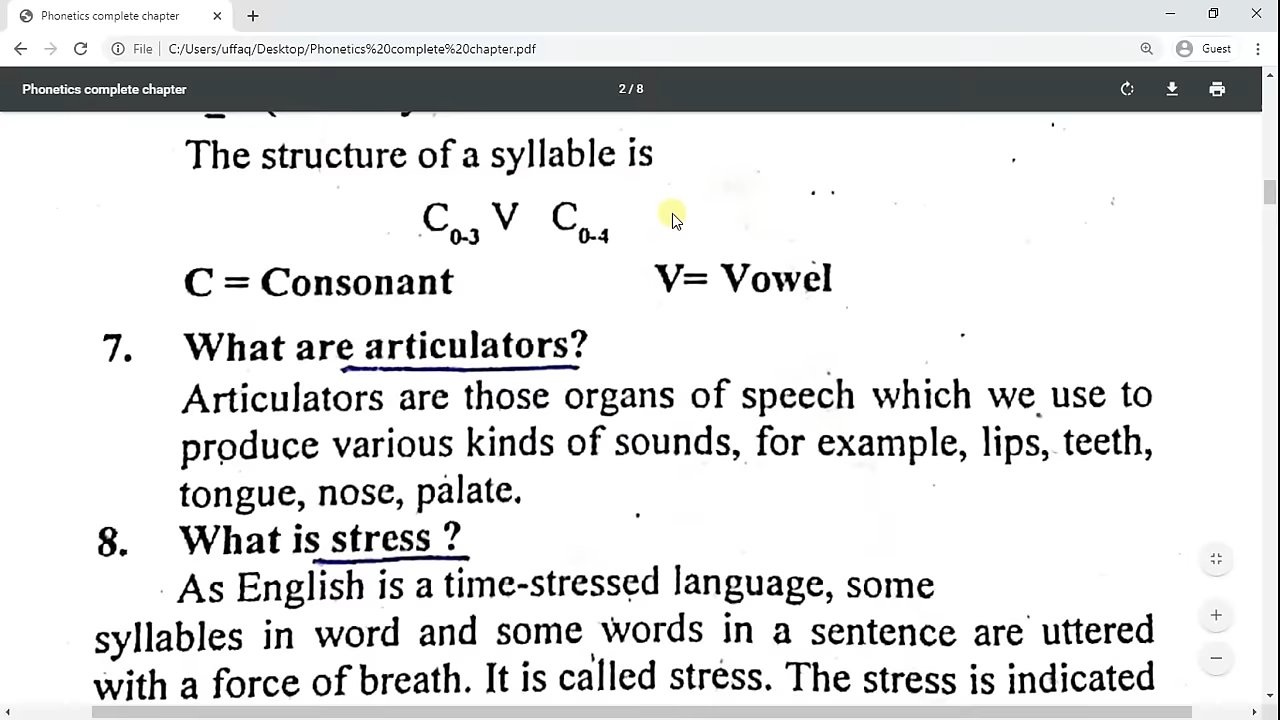 Phonetics complete chapter
File C:/Users/uffaq/Desktop/Phonetics%20complete%20chapter.pdf
Guest
Phonetics complete chapter
2 / 8
The structure of a syllable is
C0-3 V C0-4
C = Consonant V= Vowel
7. What are articulators?
Articulators are those organs of speech which we use to
produce various kinds of sounds, for example, lips, teeth,
tongue, nose, palate.
8. What is stress ?
As English is a time-stressed language, some
syllables in word and some words in a sentence are uttered
with a force of breath. It is called stress. The stress is indicated